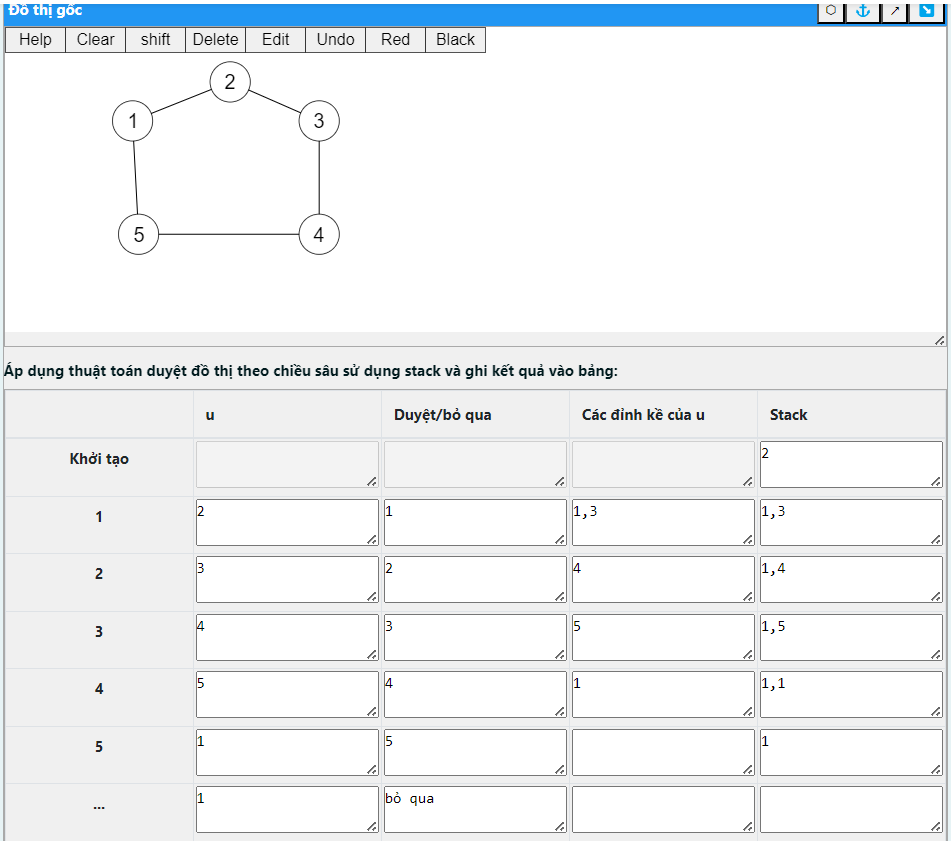 Đồ thị gốc
Help Clear shift Delete Edit Undo Red Black
2
1 3
5 4
Áp dụng thuật toán duyệt đồ thị theo chiều sâu sử dụng stack và ghi kết quả vào bảng:
u Duyệt/bỏ qua Các đỉnh kề của u Stack
Khởi tạo 2
1 2 1 1,3 1,3
2 3 2 4 1,4
3 4 3 5 1,5
4 5 4 1 1,1
5 1 5 1
... 1 bỏ qua